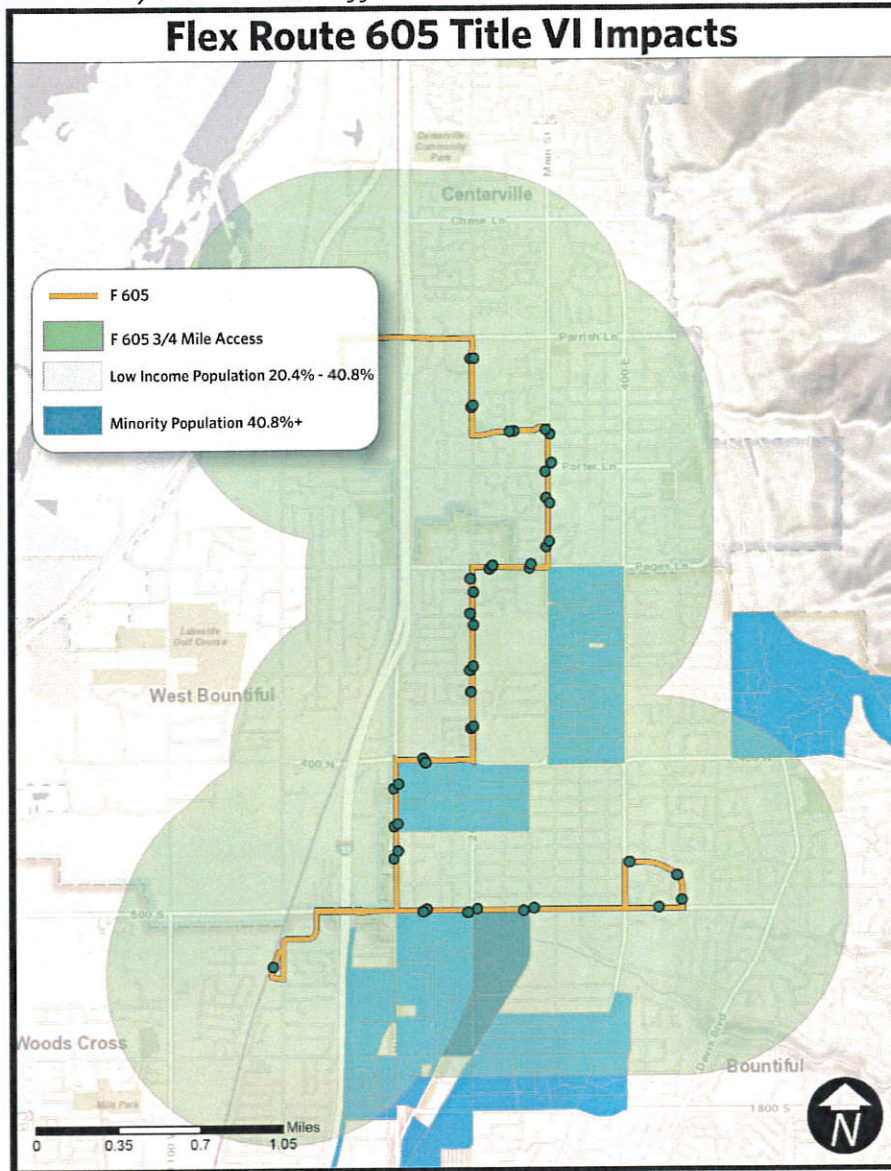 Flex Route 605 Title VI Impacts
Centerville
Community
Park
Main St
Centerville
Chase Ln
F 605
F 605 3/4 Mile Access
Low Income Population 20.4% - 40.8%
Minority Population 40.8%+
Parrish Ln
400 E
Porter Ln
Pages Ln
Lakeside
Golf Course
West Bountiful
400 N
500 S
Woods Cross
Davis Blvd
Bountiful
Mills Park
1800 S
Miles
0 0.35 0.7 1.05
N